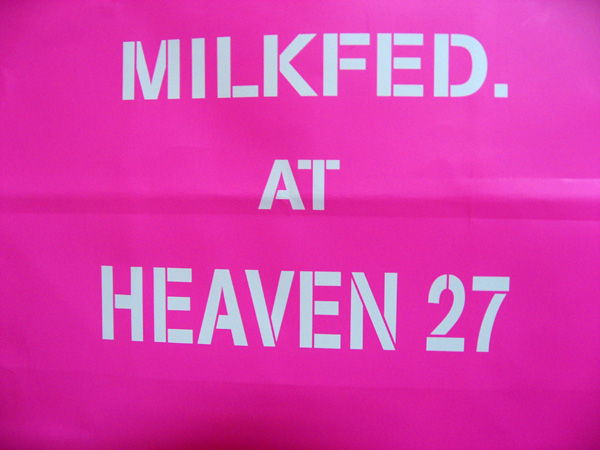 MILKFED.
AT
HEAVEN 27